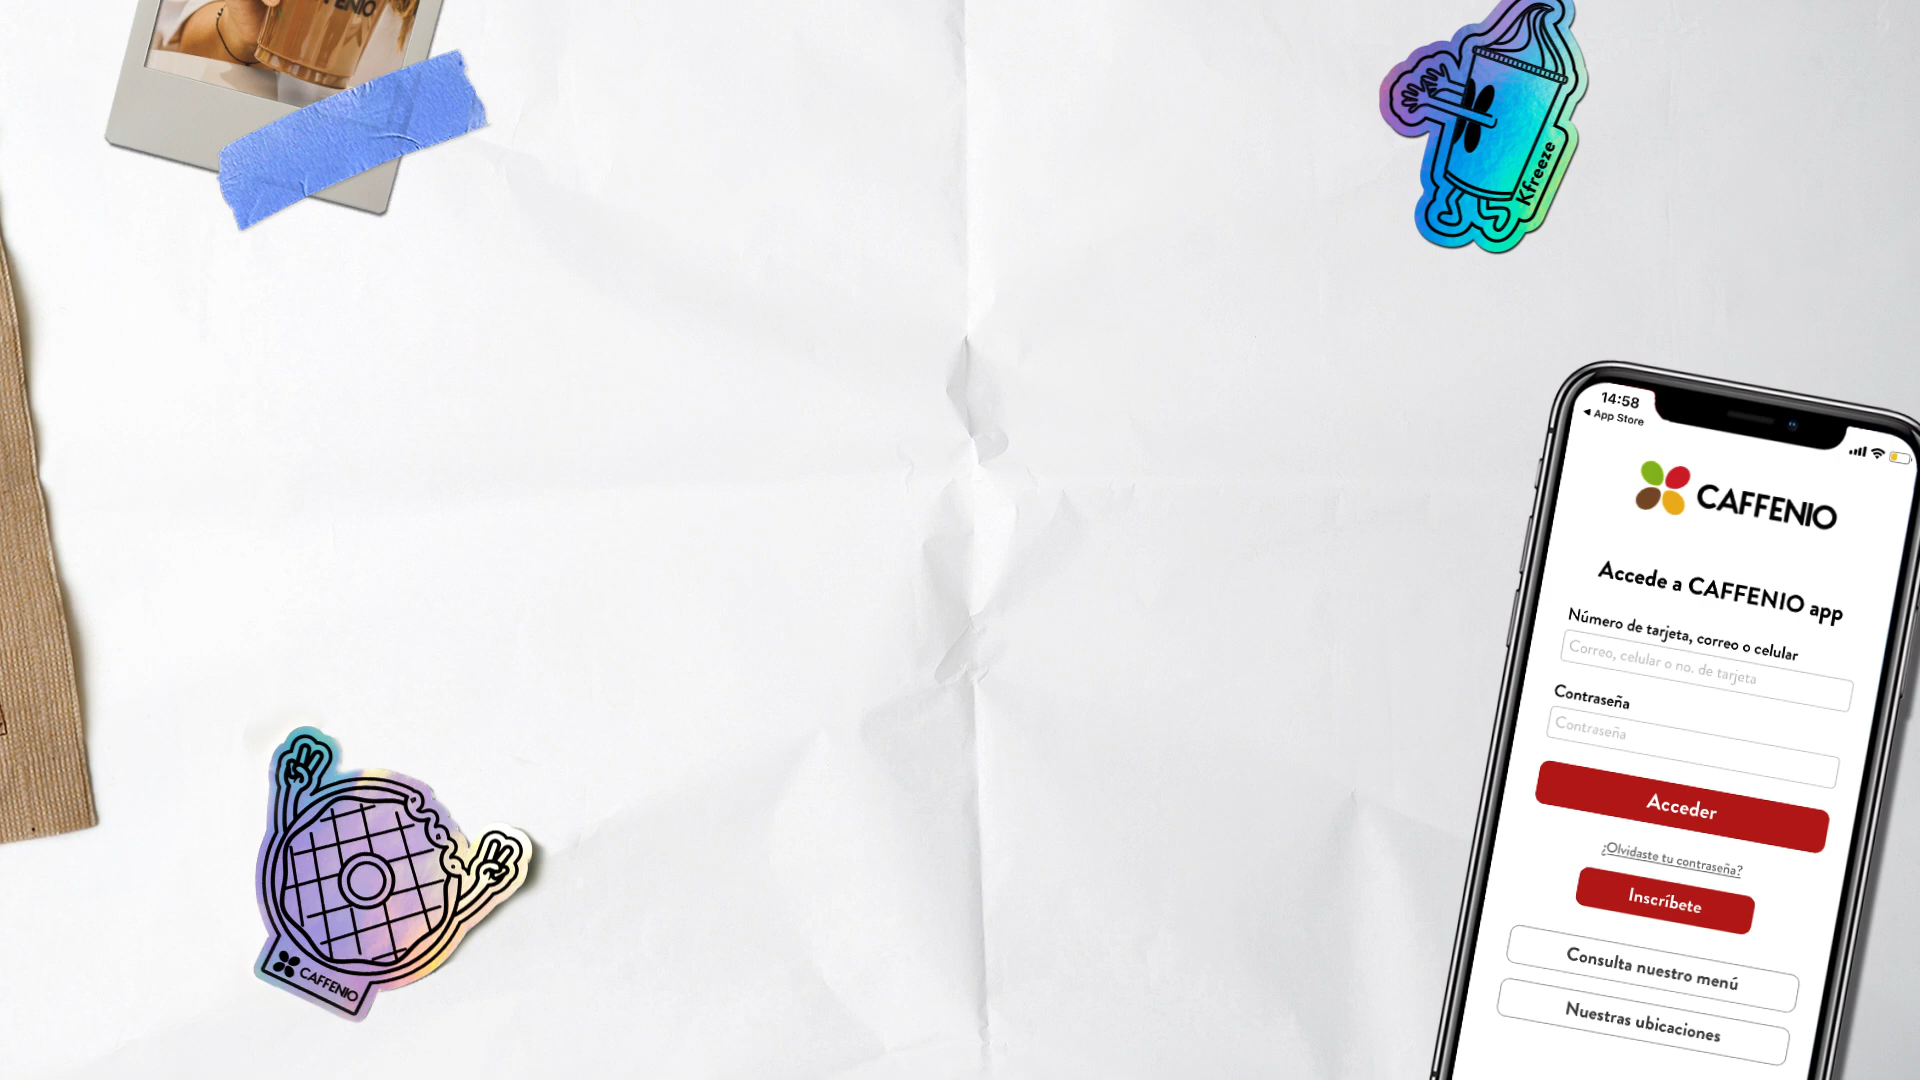 Kfreeze
14:58
◀ App Store
CAFFENIO
Accede a CAFFENIO app
Número de tarjeta, correo o celular
Correo, celular o no. de tarjeta
Contraseña
Contraseña
Acceder
¿Olvidaste tu contraseña?
Inscríbete
Consulta nuestro menú
Nuestras ubicaciones
CAFFENIO